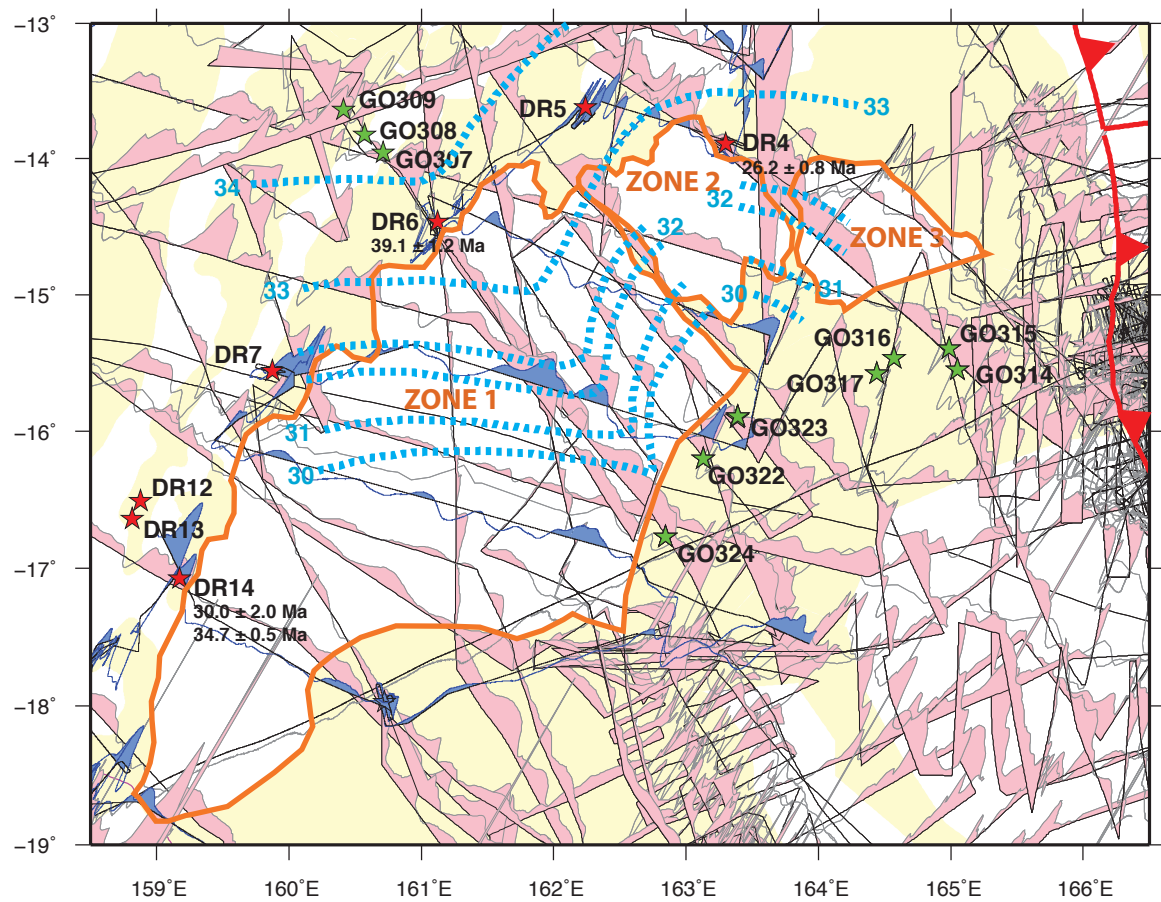 −13˚
−14˚
−15˚
−16˚
−17˚
−18˚
−19˚
159˚E
160˚E
161˚E
162˚E
163˚E
164˚E
165˚E
166˚E
GO309
GO308
GO307
DR5
33
DR4
26.2 ± 0.8 Ma
34
ZONE 2
32
DR6
39.1 ± 1.2 Ma
32
ZONE 3
33
30
31
DR7
GO316
GO315
GO317
GO314
ZONE 1
31
GO323
30
GO322
DR12
DR13
GO324
DR14
30.0 ± 2.0 Ma
34.7 ± 0.5 Ma